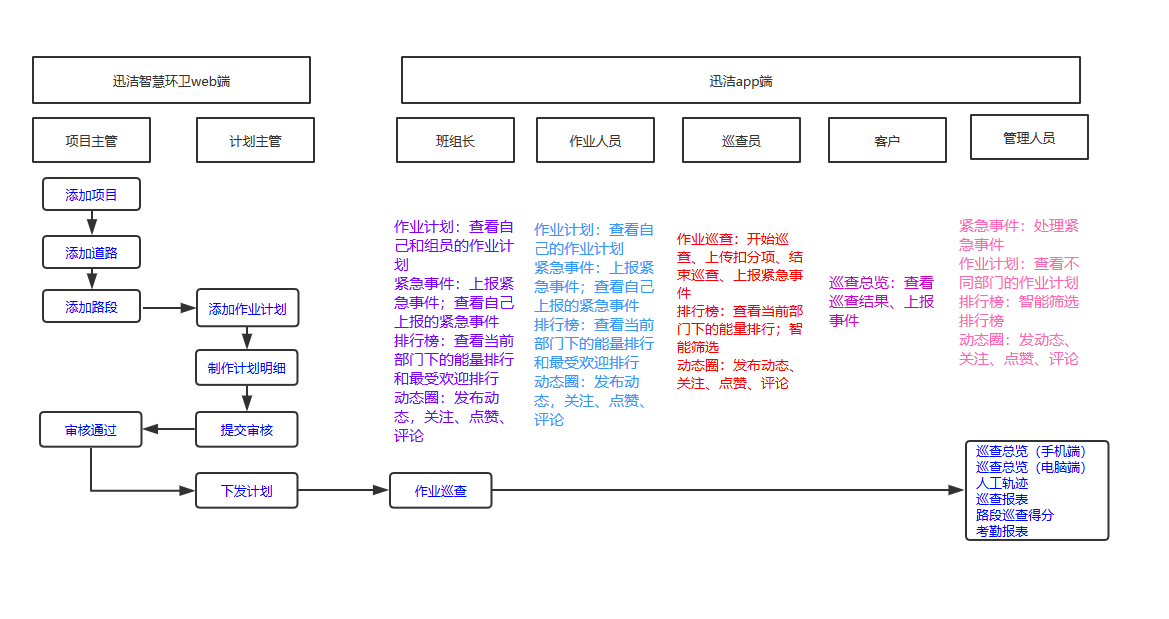 迅洁智慧环卫web端
迅洁app端
项目主管
计划主管
班组长
作业人员
巡查员
客户
管理人员
添加项目
添加道路
添加路段
添加作业计划
制作计划明细
提交审核
审核通过
下发计划
作业巡查
作业计划：查看自
己和组员的作业计
划
紧急事件：上报紧
急事件；查看自己
上报的紧急事件
排行榜：查看当前
部门下的能量排行
和最受欢迎排行
动态圈：发布动
态，关注、点赞、
评论
作业计划：查看自
己的作业计划
紧急事件：上报紧
急事件；查看自己
上报的紧急事件
排行榜：查看当前
部门下的能量排行
和最受欢迎排行
动态圈：发布动
态，关注、点赞、
评论
作业巡查：开始巡
查、上传扣分项、结
束巡查、上报紧急事
件
排行榜：查看当前部
门下的能量排行；智
能筛选
动态圈：发布动态、
关注、点赞、评论
巡查总览：查看
巡查结果、上报
事件
紧急事件：处理紧
急事件
作业计划：查看不
同部门的作业计划
排行榜：智能筛选
排行榜
动态圈：发动态、
关注、点赞、评论
巡查总览（手机端）
巡查总览（电脑端）
人工轨迹
巡查报表
路段巡查得分
考勤报表